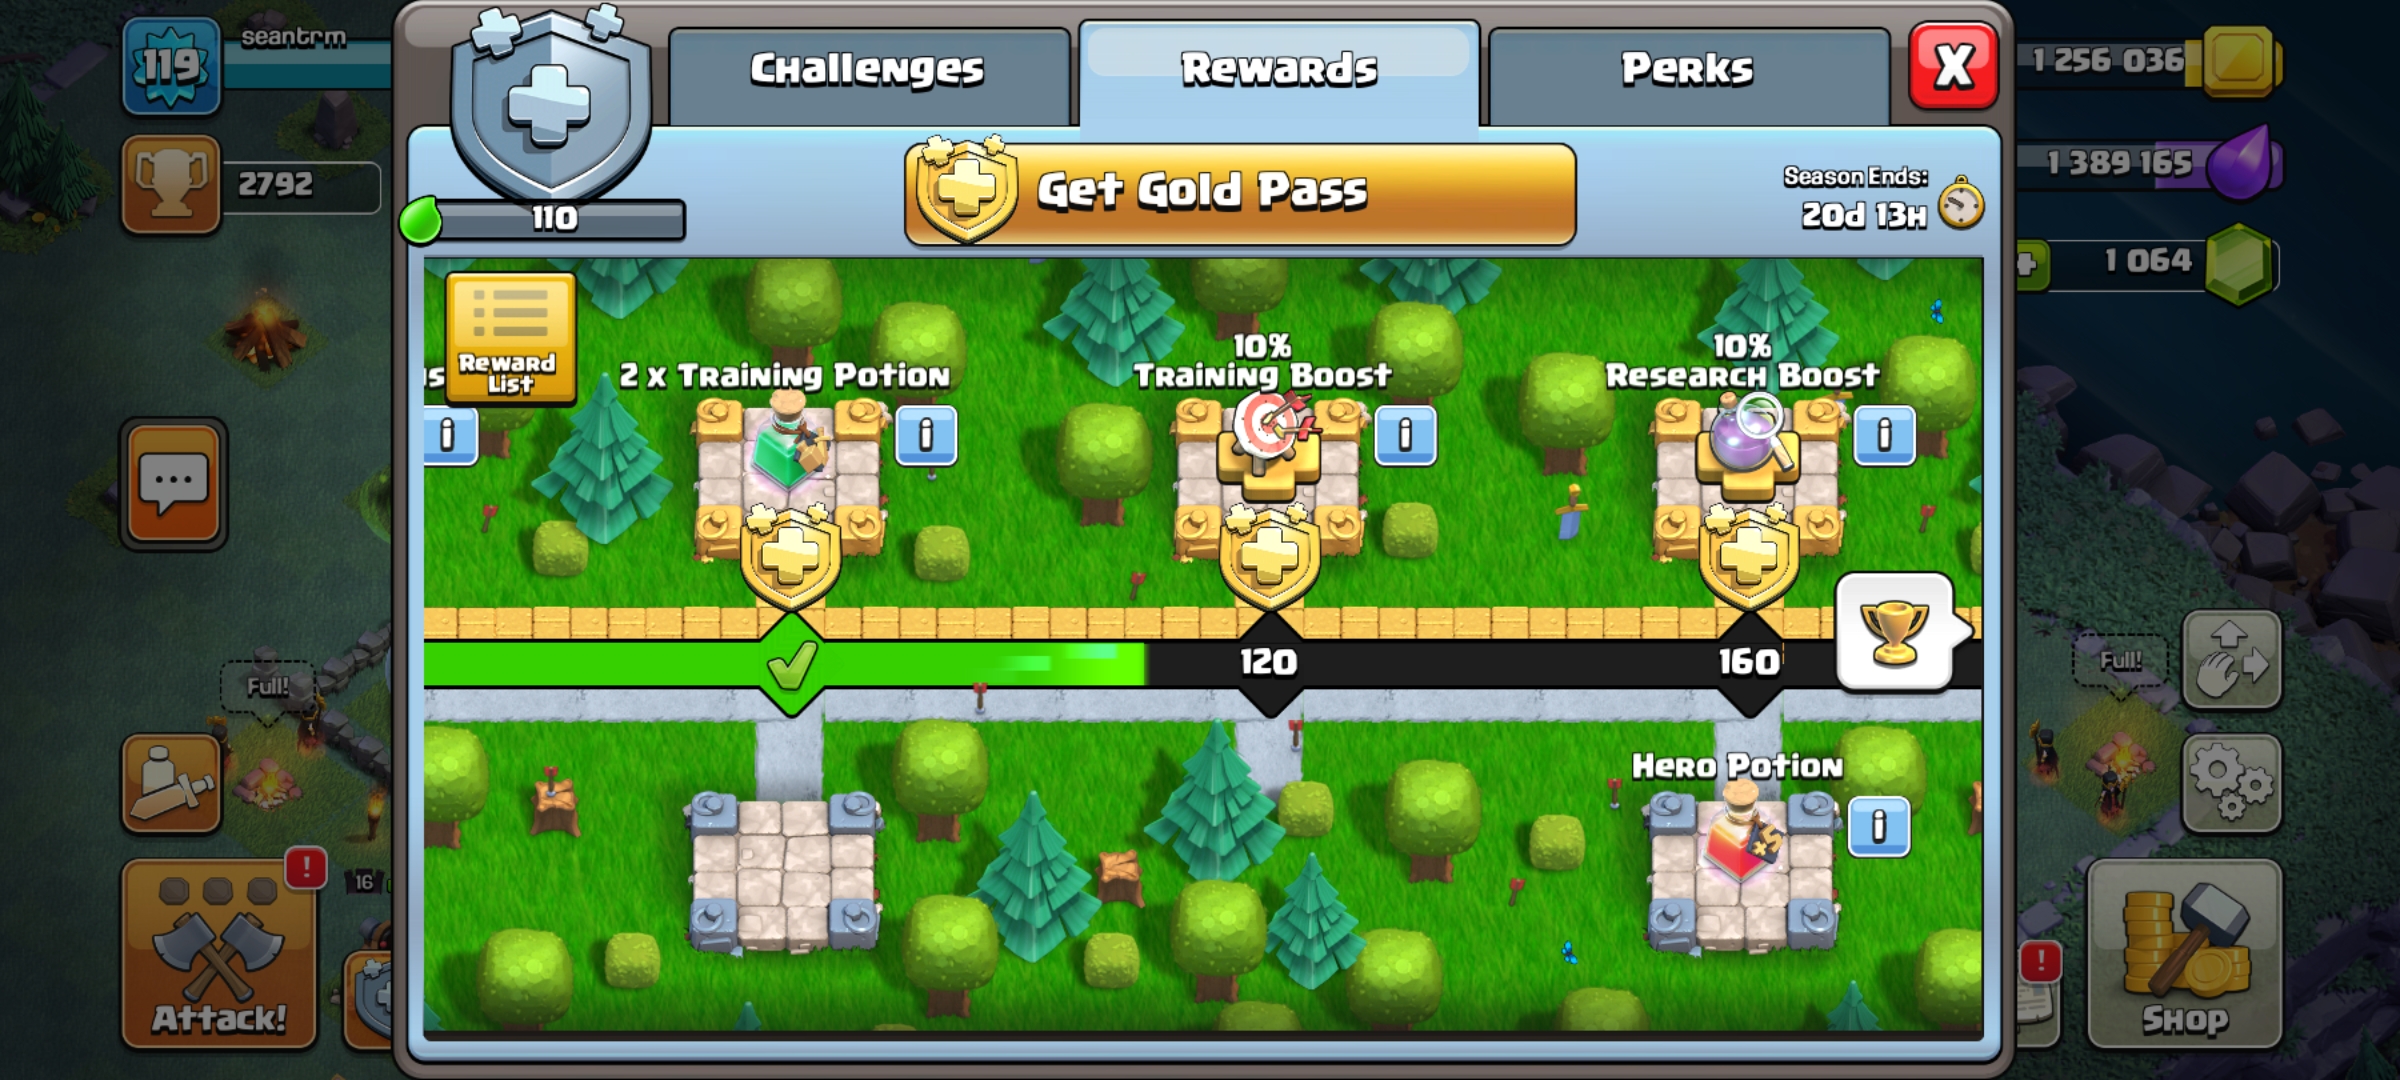 119
seantrm
2792
Challenges
Rewards
Perks
X
110
Get Gold Pass
Season Ends:
20d 13H
1 256 036
1 389 165
1 064
Reward
List
2 x Training Potion
10%
Training Boost
10%
Research Boost
s
i
i
i
i
120
160
Full!
Full!
Hero Potion
+5
i
!
16
Attack!
!
Shop